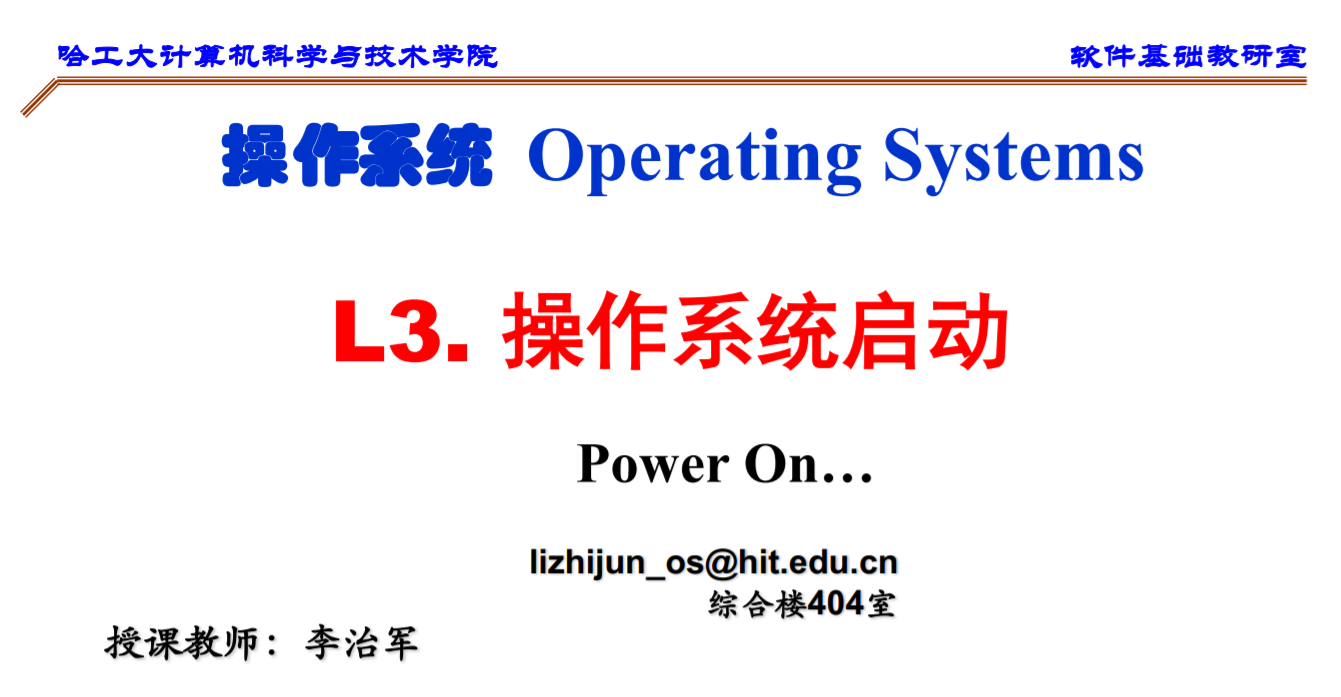 哈工大计算机科学与技术学院 软件基础教研室
操作系统 Operating Systems
L3. 操作系统启动
Power On…
lizhijun_os@hit.edu.cn
综合楼404室
授课教师：李治军